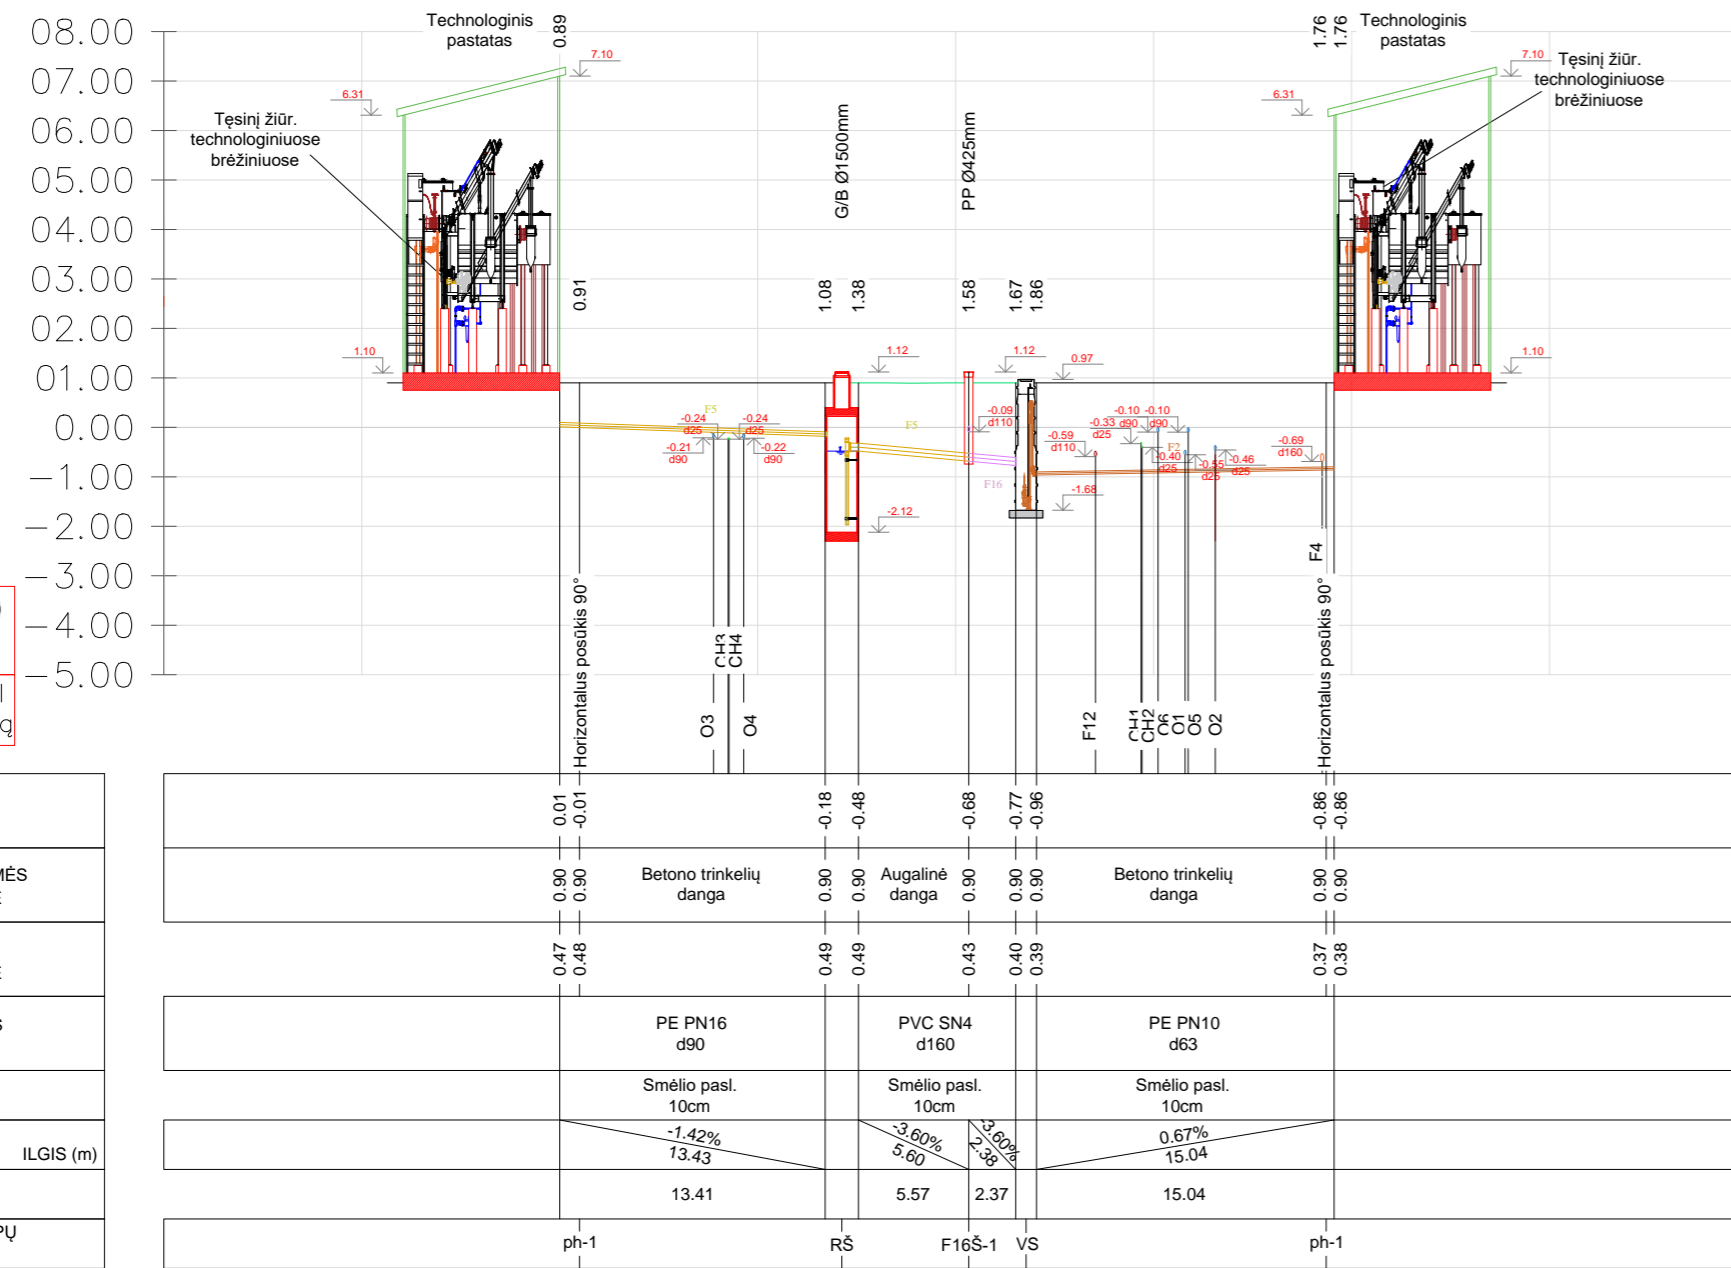 08.00
07.00
06.00
05.00
04.00
03.00
02.00
01.00
0.00
−1.00
−2.00
−3.00
−4.00
−5.00
Technologinis
pastatas
0.89
7.10
6.31
Tęsinį žiūr.
technologiniuose
brėžiniuose
1.10
0.91
G/B Ø1500mm
PP Ø425mm
1.08
1.38
1.58
1.67
1.86
1.76
1.76
Technologinis
pastatas
7.10
6.31
Tęsinį žiūr.
technologiniuose
brėžiniuose
1.10
1.12
1.12
0.97
F5
-0.24
d25
-0.24
d25
-0.21
d90
-0.22
d90
F5
F16
-0.09
d110
-2.12
-1.68
-0.59
d110
-0.33
d25
-0.10
d90
-0.10
d90
F2
-0.40
d25
-0.55
d25
-0.46
d25
-0.69
d160
F4
Horizontalus posūkis 90°
O3
CH3
CH4
O4
F12
CH1
CH2
O6
O1
O5
O2
Horizontalus posūkis 90°
ą
0.01
-0.01
-0.18
-0.48
-0.68
-0.77
-0.96
-0.86
-0.86
MĖS
0.90
0.90
Betono trinkelių
danga
0.90
0.90
Augalinė
danga
0.90
0.90
0.90
Betono trinkelių
danga
0.90
0.90
0.47
0.48
0.49
0.49
0.43
0.40
0.39
0.37
0.38
PE PN16
d90
PVC SN4
d160
PE PN10
d63
Smėlio pasl.
10cm
Smėlio pasl.
10cm
Smėlio pasl.
10cm
ILGIS (m)
-1.42%
13.43
-3.60%
5.60
-3.60%
2.38
0.67%
15.04
13.41
5.57
2.37
15.04
PŲ
ph-1
RŠ
F16Š-1
VS
ph-1